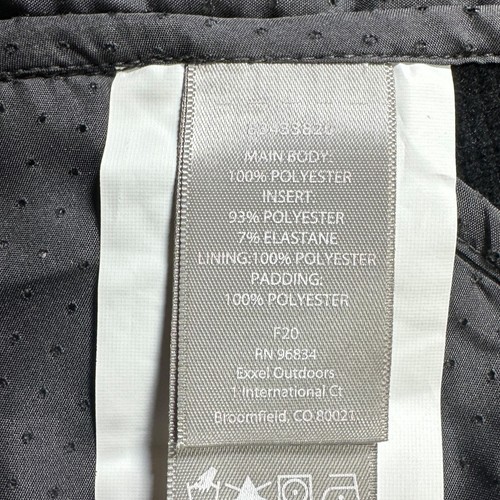 83433820
MAIN BODY:
100% POLYESTER
INSERT:
93% POLYESTER
7% ELASTANE
LINING:100% POLYESTER
PADDING:
100% POLYESTER
F20
RN 96834
Exxel Outdoors
1 International Ct
Broomfield, CO 80021